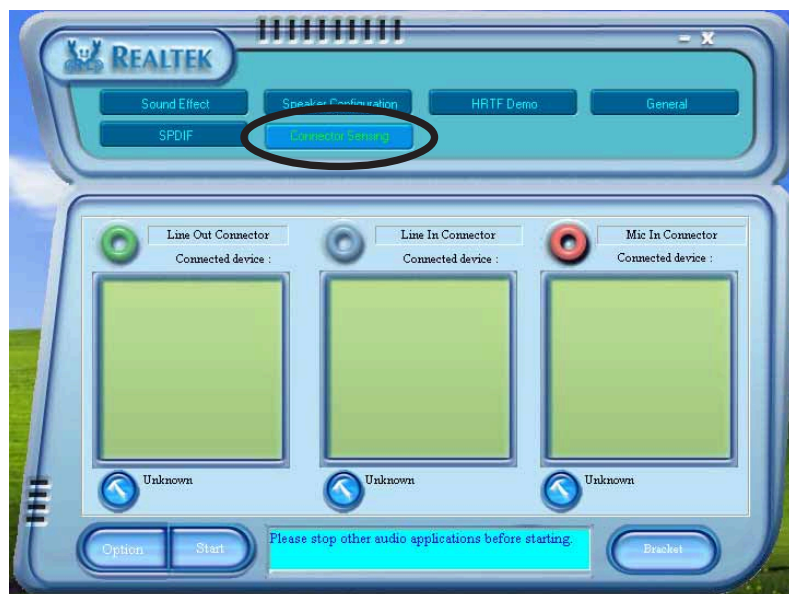 REALTEK
- X
Sound Effect
Speaker Configuration
HRTF Demo
General
SPDIF
Connector Sensing
Line Out Connector
Connected device :
Line In Connector
Connected device :
Mic In Connector
Connected device :
Unknown
Unknown
Unknown
Option
Start
Please stop other audio applications before starting.
Bracket